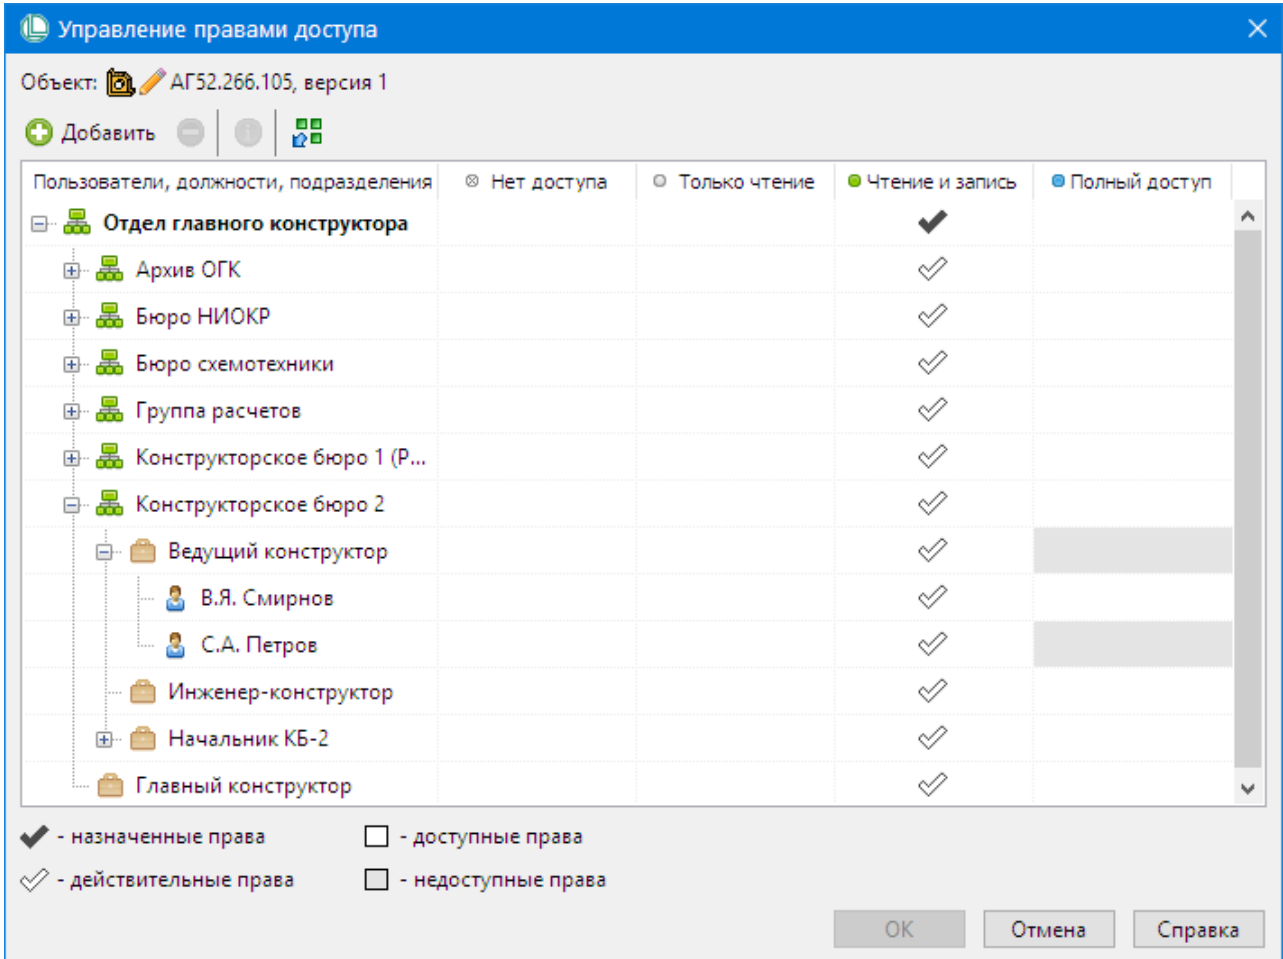 Управление правами доступа
Объект: АГ52.266.105, версия 1
Добавить
Пользователи, должности, подразделения Нет доступа Только чтение Чтение и запись Полный доступ
Отдел главного конструктора
Архив ОГК
Бюро НИОКР
Бюро схемотехники
Группа расчетов
Конструкторское бюро 1 (Р...
Конструкторское бюро 2
Ведущий конструктор
В.Я. Смирнов
С.А. Петров
Инженер-конструктор
Начальник КБ-2
Главный конструктор
- назначенные права - доступные права
- действительные права - недоступные права
ОК Отмена Справка